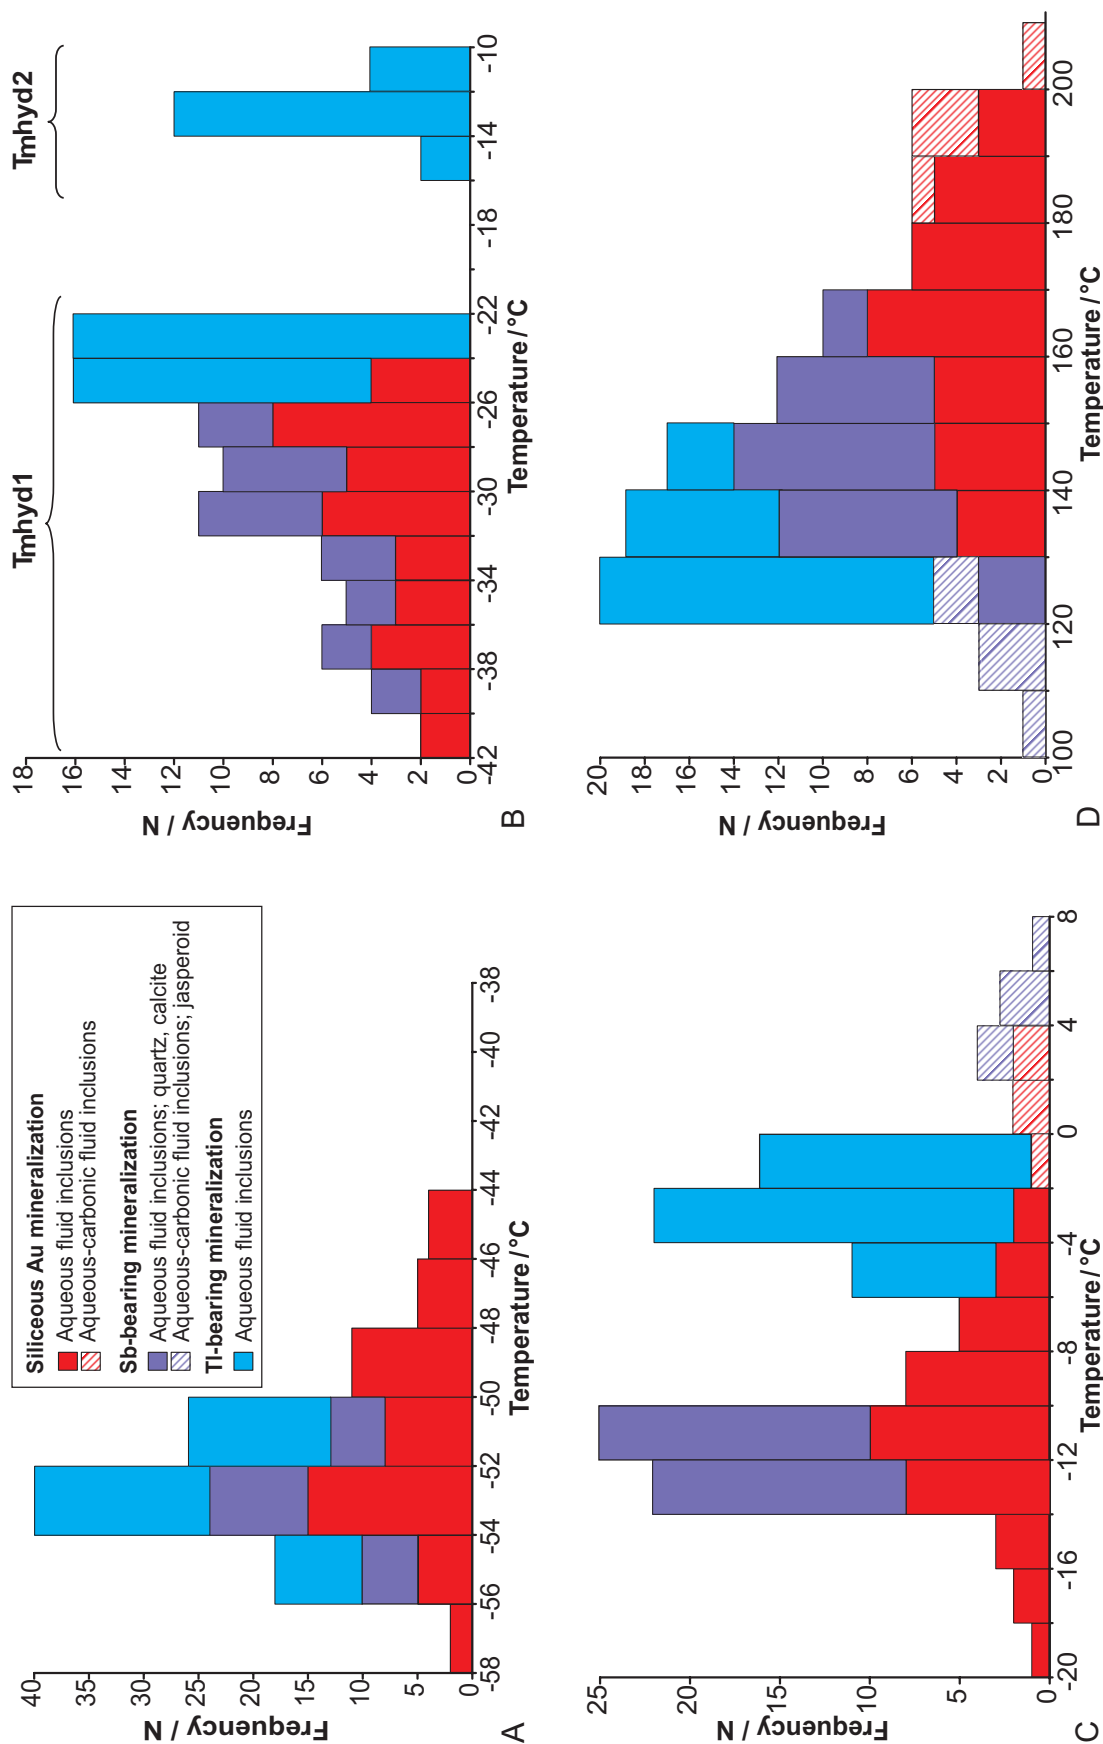 Siliceous Au mineralization
Aqueous fluid inclusions
Aqueous-carbonic fluid inclusions
Sb-bearing mineralization
Aqueous fluid inclusions; quartz, calcite
Aqueous-carbonic fluid inclusions; jasperoid
Tl-bearing mineralization
Aqueous fluid inclusions
Frequency / N
40
35
30
25
20
15
10
5
0
-58 -56 -54 -52 -50 -48 -46 -44 -42 -40 -38
Temperature / °C
A
Tmhyd1
Tmhyd2
Frequency / N
18
16
14
12
10
8
6
4
2
0
-42 -38 -34 -30 -26 -22 -18 -14 -10
Temperature / °C
B
Frequency / N
25
20
15
10
5
0
-20 -16 -12 -8 -4 0 4 8
Temperature / °C
C
Frequency / N
20
18
16
14
12
10
8
6
4
2
0
100 120 140 160 180 200
Temperature / °C
D